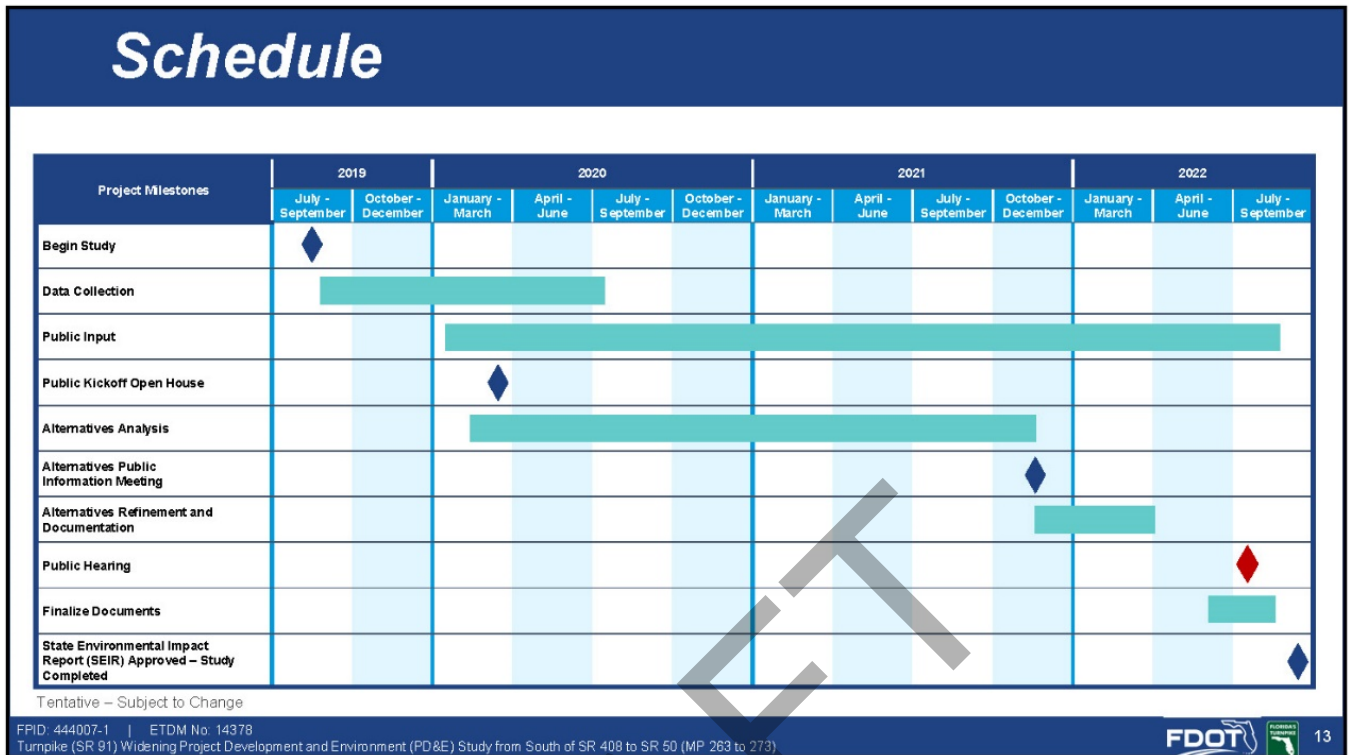 Schedule
Project Milestones
2019
2020
2021
2022
July -
September
October -
December
January -
March
April -
June
July -
September
October -
December
January -
March
April -
June
July -
September
October -
December
January -
March
April -
June
July -
September
Begin Study
Data Collection
Public Input
Public Kickoff Open House
Alternatives Analysis
Alternatives Public
Information Meeting
Alternatives Refinement and
Documentation
Public Hearing
Finalize Documents
State Environmental Impact
Report (SEIR) Approved – Study
Completed
ET
Tentative – Subject to Change
FPID: 444007-1 | ETDM No: 14378
Turnpike (SR 91) Widening Project Development and Environment (PD&E) Study from South of SR 408 to SR 50 (MP 263 to 273)
FDOT
FLORIDA'S
TURNPIKE
13